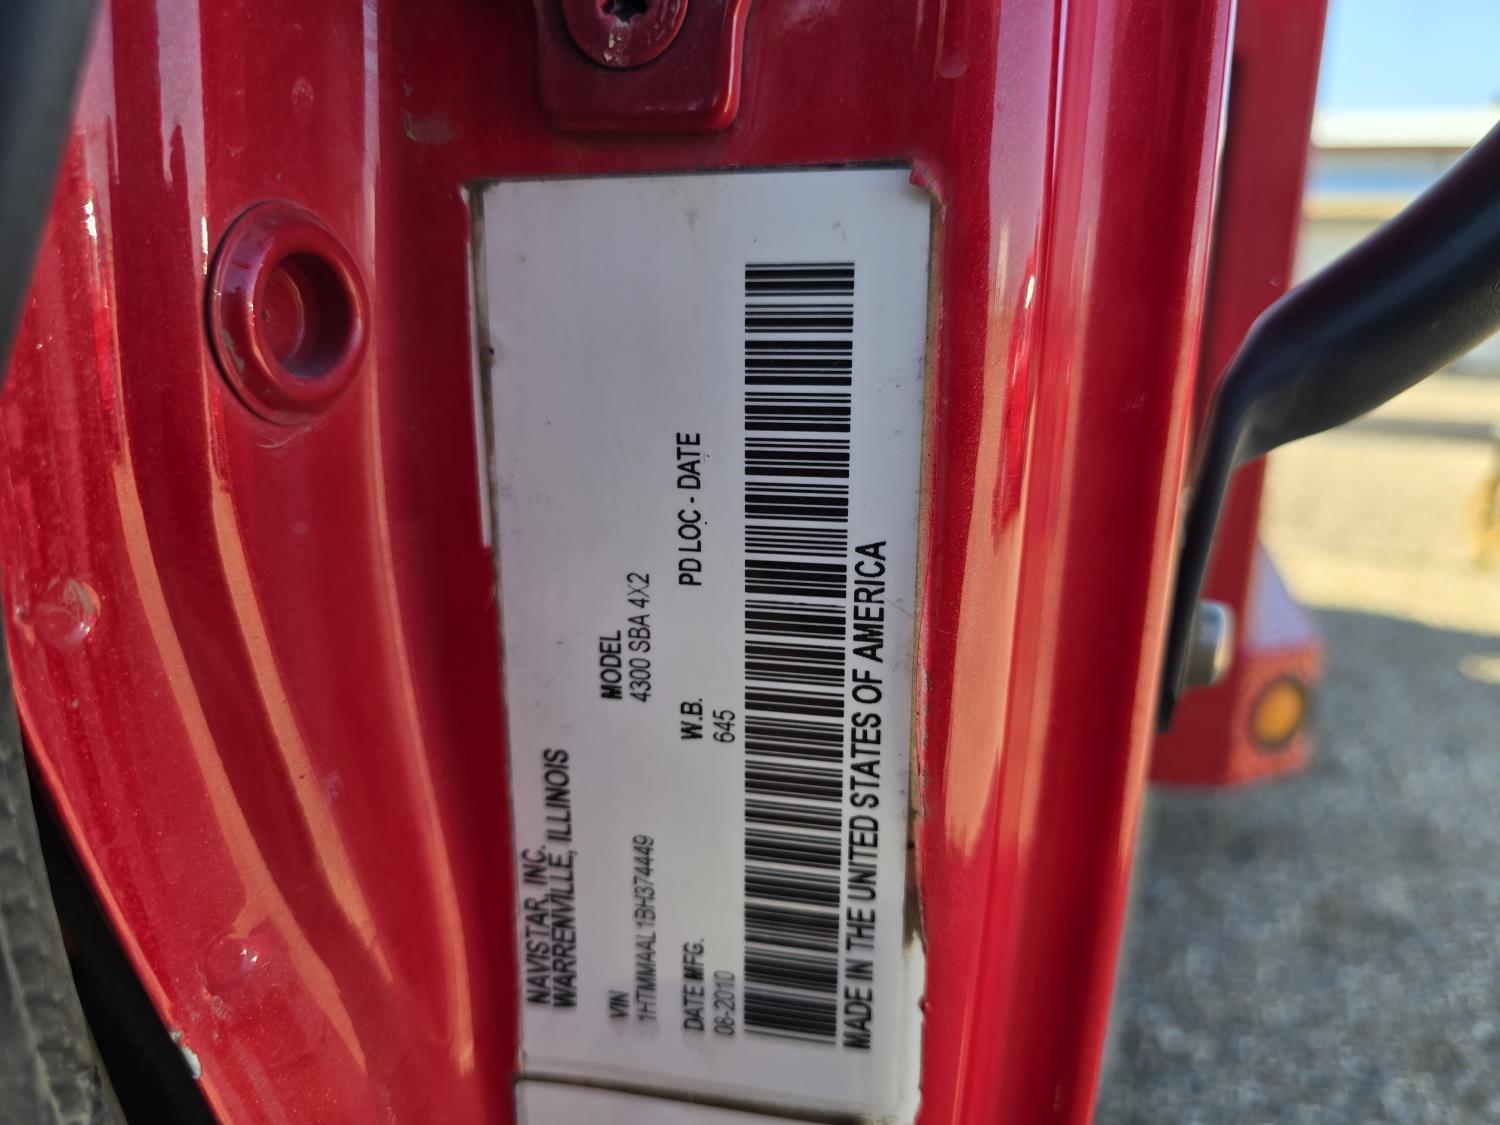 NAVISTAR, INC.
WARRENVILLE, ILLINOIS
VIN MODEL
1HTMMAAL1BH374449 4300 SBA 4X2
DATE MFG. W.B. PD LOC - DATE
08-2010 645
MADE IN THE UNITED STATES OF AMERICA